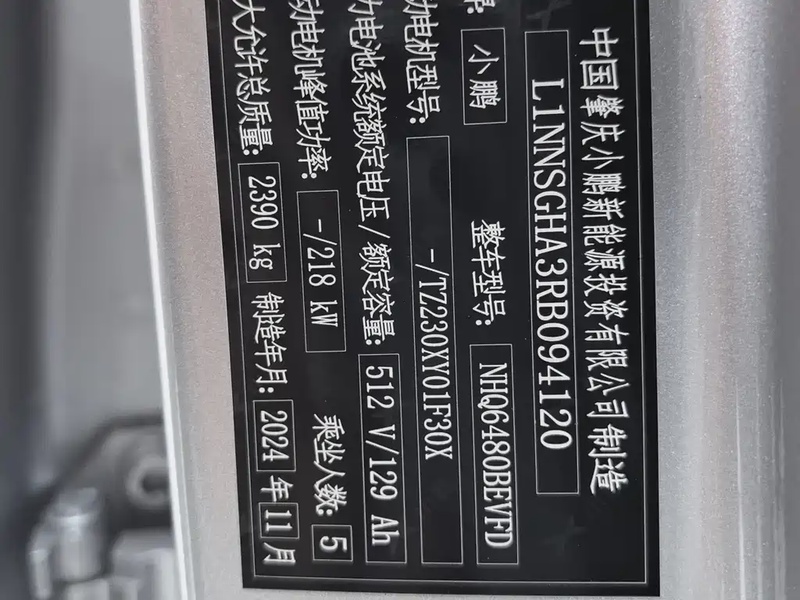 中国肇庆小鹏新能源投资有限公司制造
L1NNSGHA3RB094120
牌: 小鹏 整车型号: NHQ6480BEVFD
动电机型号: -/TZ230XY01F30X
力电池系统额定电压/额定容量: 512 V/129 Ah
动电机峰值功率: -/218 kW 乘坐人数: 5
大允许总质量: 2390 kg 制造年月: 2024 年 11 月